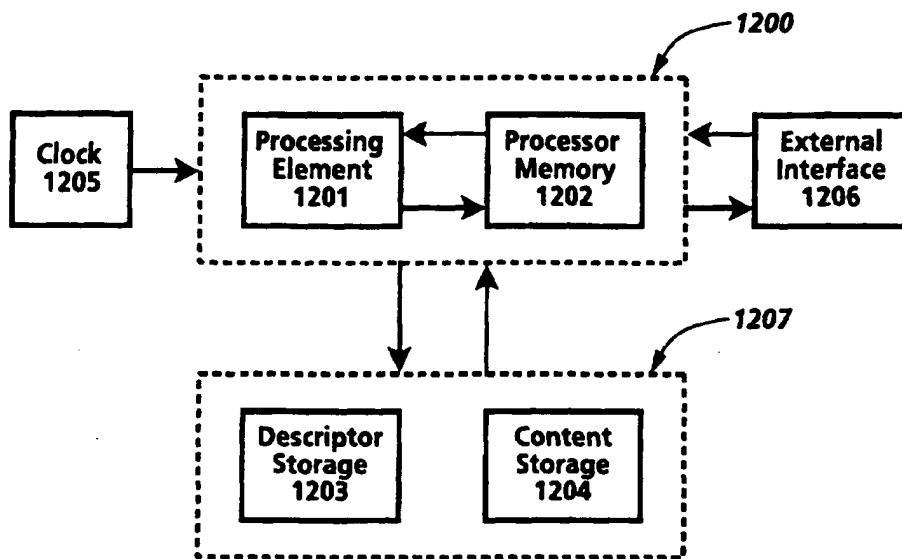 1200
Clock
1205
Processing
Element
1201
Processor
Memory
1202
External
Interface
1206
1207
Descriptor
Storage
1203
Content
Storage
1204